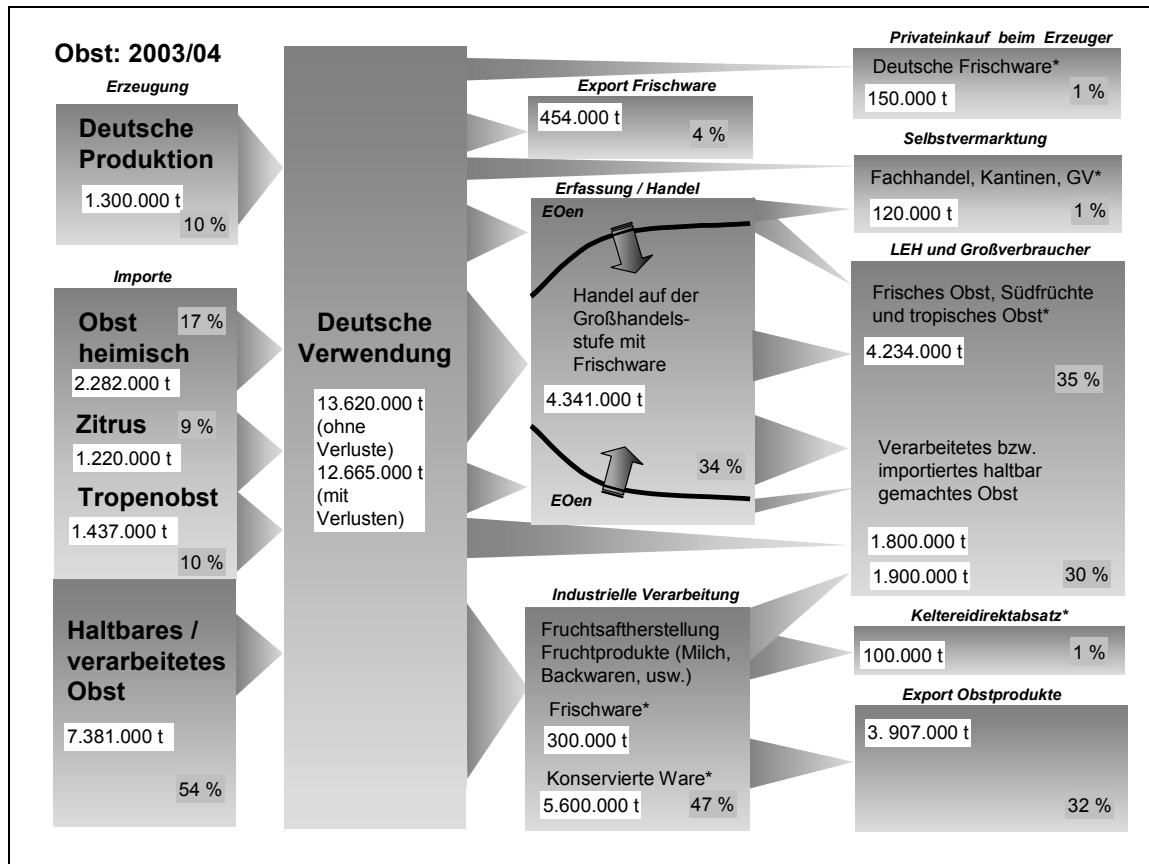 Obst: 2003/04
Erzeugung
Deutsche
Produktion
1.300.000 t
10 %
Importe
Obst 17 %
heimisch
2.282.000 t
Zitrus 9 %
1.220.000 t
Tropenobst
1.437.000 t
10 %
Haltbares /
verarbeitetes
Obst
7.381.000 t
54 %
Deutsche
Verwendung
13.620.000 t
(ohne
Verluste)
12.665.000 t
(mit
Verlusten)
Export Frischware
454.000 t
4 %
Erfassung / Handel
EOen
Handel auf der
Großhandels-
stufe mit
Frischware
4.341.000 t
34 %
EOen
Industrielle Verarbeitung
Fruchtsaftherstellung
Fruchtprodukte (Milch,
Backwaren, usw.)
Frischware*
300.000 t
Konservierte Ware*
5.600.000 t 47 %
Privateinkauf beim Erzeuger
Deutsche Frischware*
150.000 t 1 %
Selbstvermarktung
Fachhandel, Kantinen, GV*
120.000 t 1 %
LEH und Großverbraucher
Frisches Obst, Südfrüchte
und tropisches Obst*
4.234.000 t
35 %
Verarbeitetes bzw.
importiertes haltbar
gemachtes Obst
1.800.000 t
1.900.000 t 30 %
Keltereidirektabsatz*
100.000 t 1 %
Export Obstprodukte
3. 907.000 t
32 %